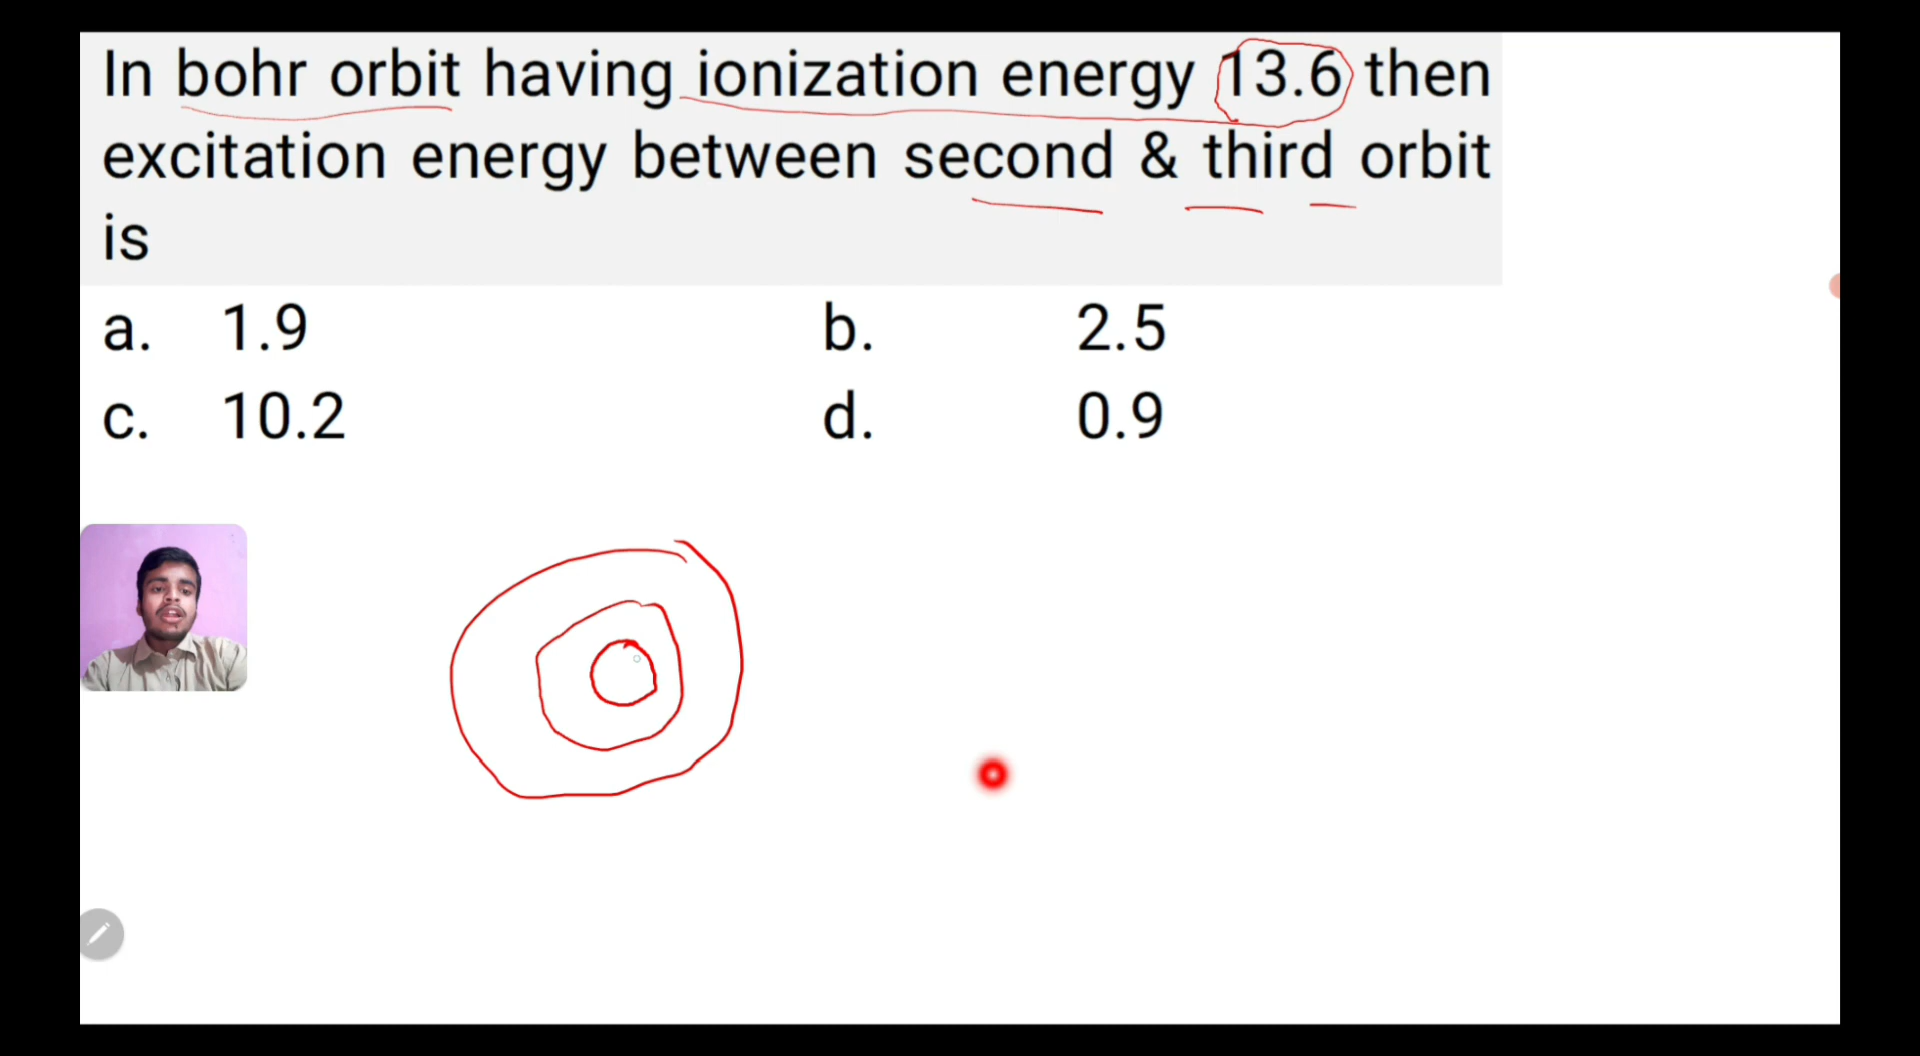 In bohr orbit having ionization energy 13.6 then
excitation energy between second & third orbit
is
a. 1.9 b. 2.5
c. 10.2 d. 0.9